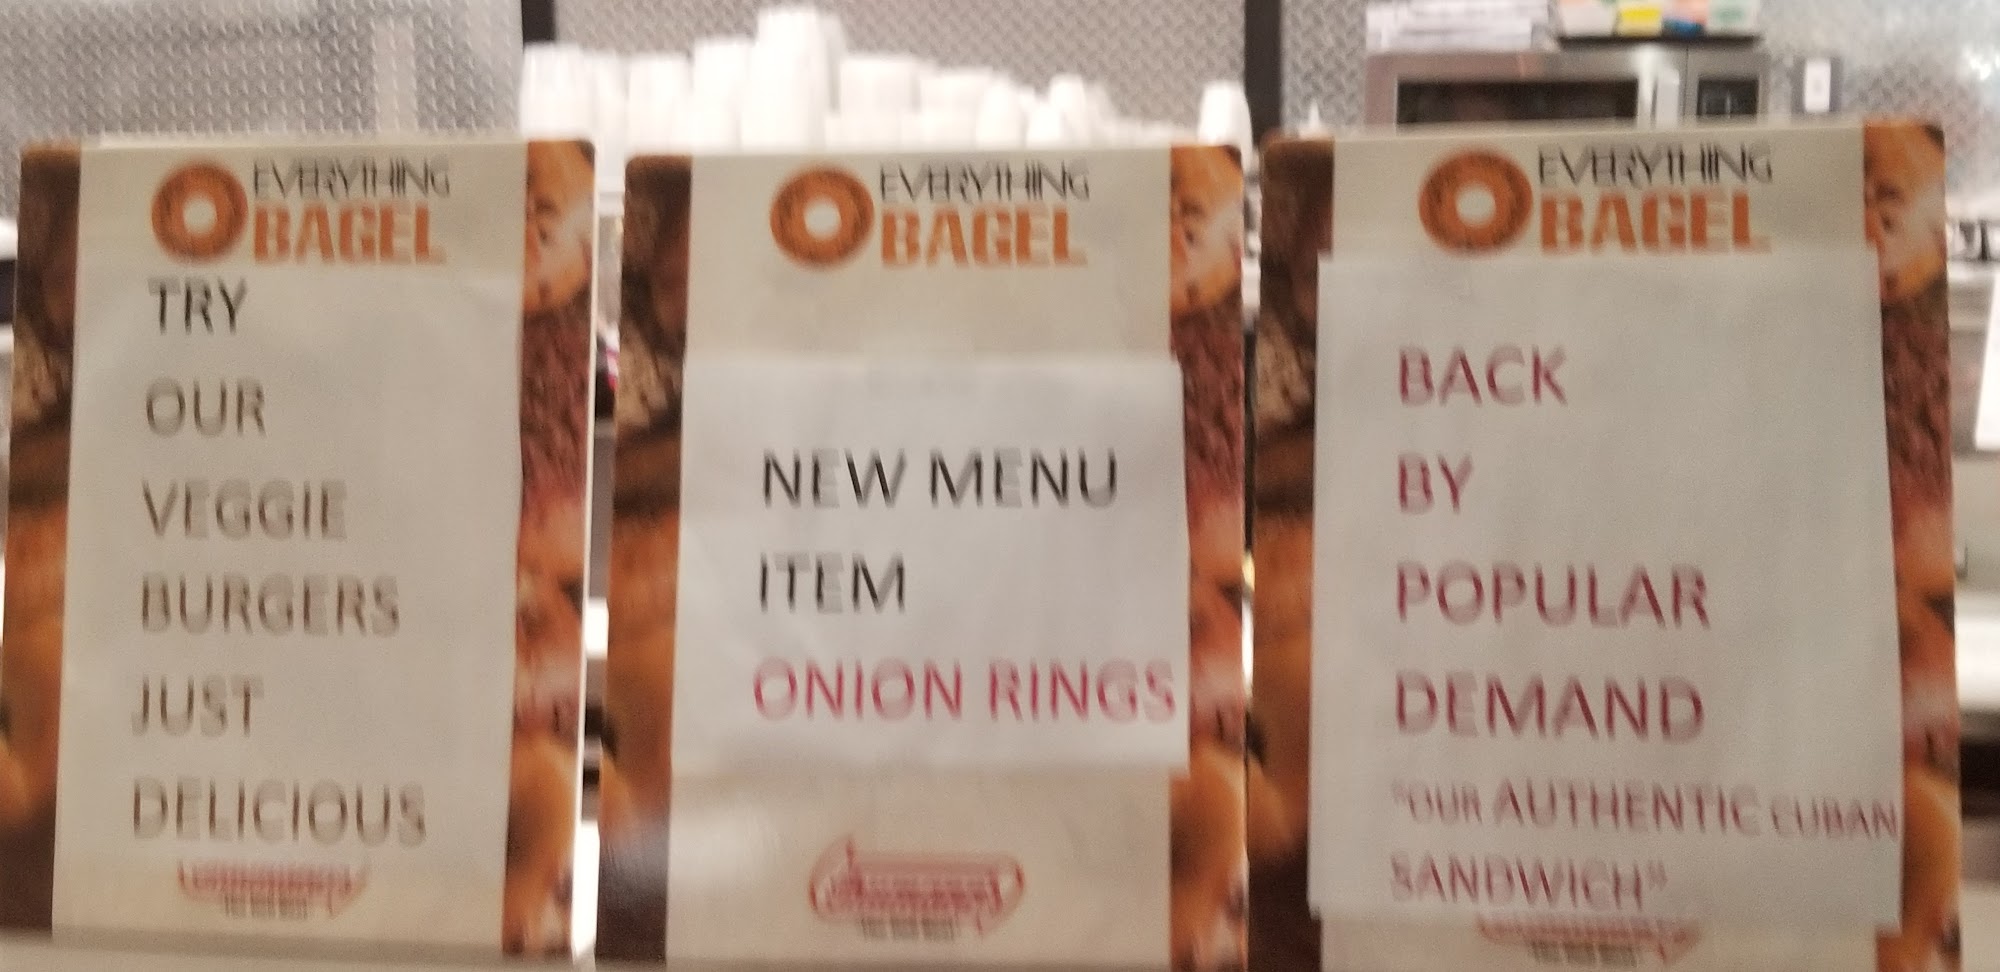 EVERYTHING
BAGEL
TRY
OUR
VEGGIE
BURGERS
JUST
DELICIOUS
EVERYTHING
BAGEL
NEW MENU
ITEM
ONION RINGS
EVERYTHING
BAGEL
BACK
BY
POPULAR
DEMAND
"OUR AUTHENTIC CUBAN
SANDWICH"